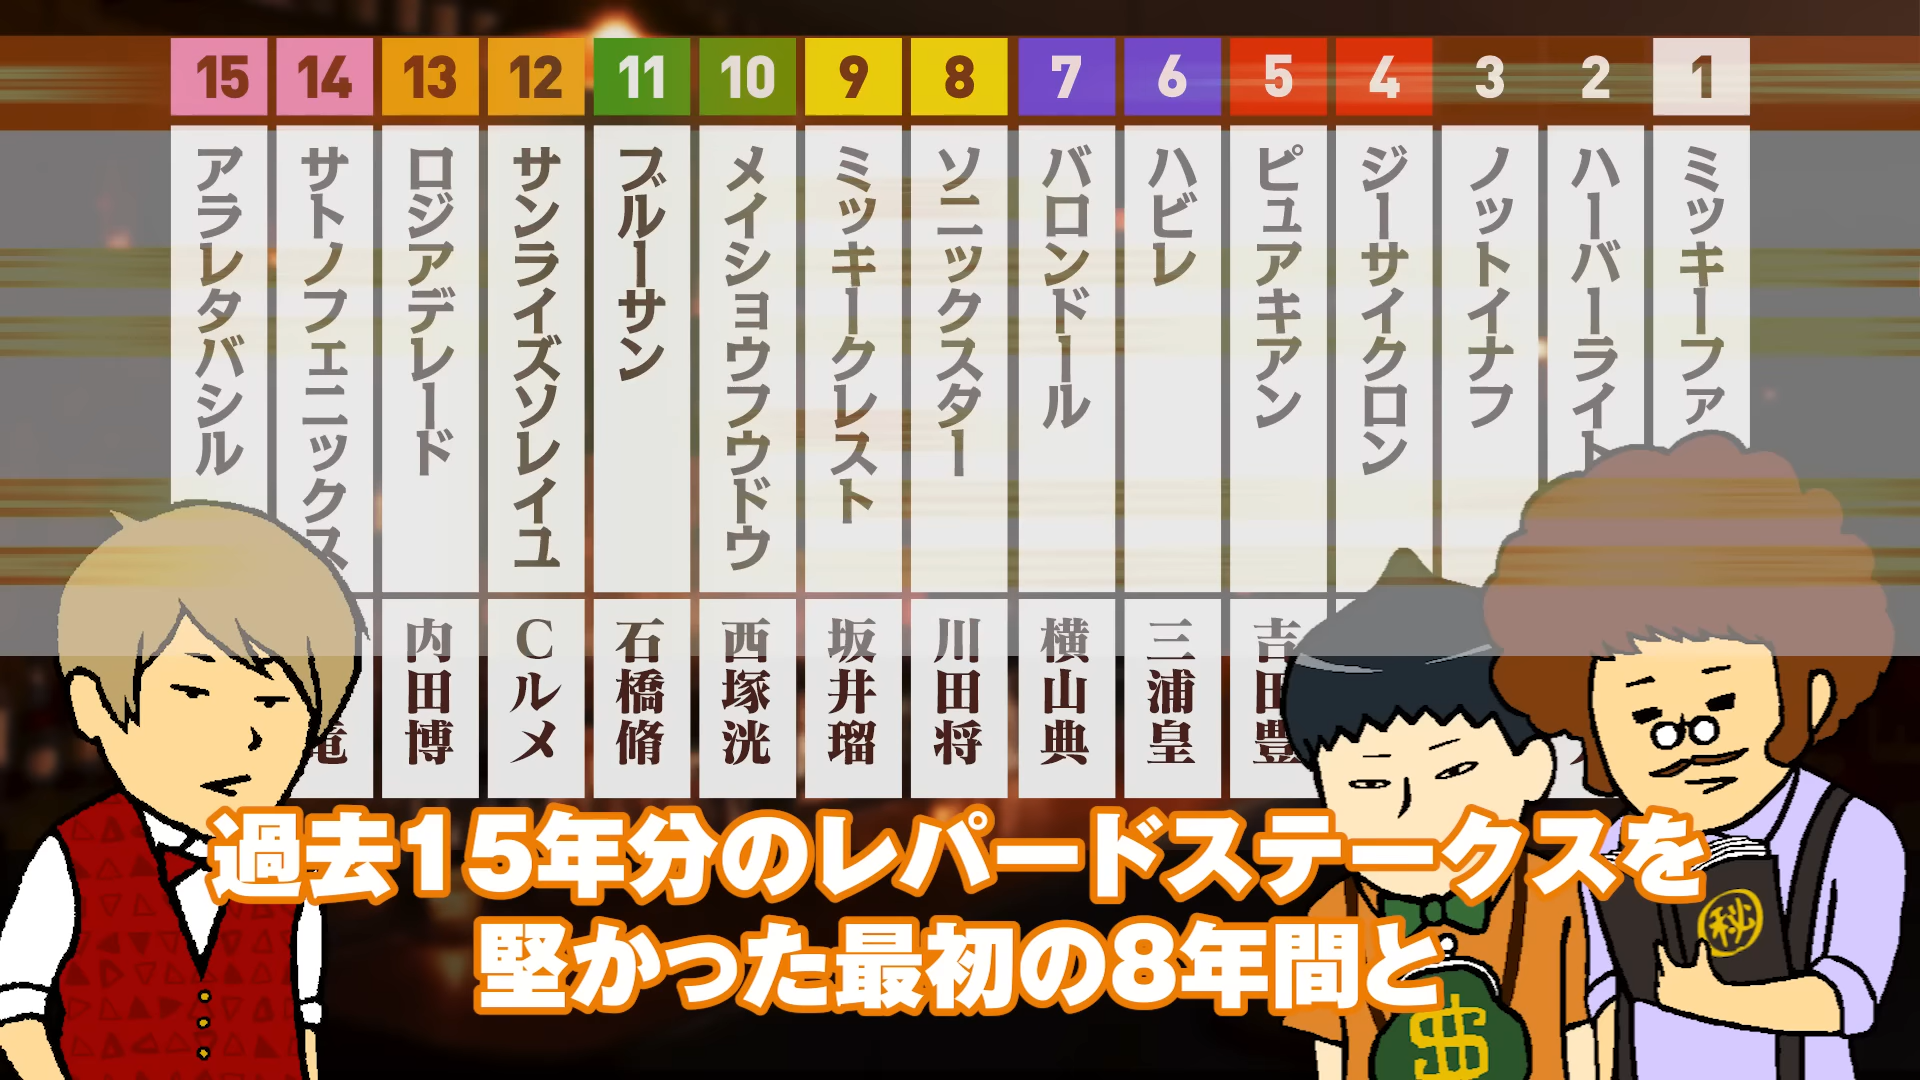 15 14 13 12 11 10 9 8 7 6 5 4 3 2 1
ミッキーファ
ハーバーライト
ノットイナフ
ジーサイクロン
ピュアキアン
ハビレ
バロンドール
ソニックスター
ミッキークレスト
メイショウフウドウ
ブルーサン
サンライズソレイユ
ロジアデレード
サトノフェニックス
アラレタバシル
吉田豊
三浦皇
横山典
川田将
坂井瑠
西塚洸
石橋脩
Cルメ
内田博
竜
過去15年分のレパードステークスを
堅かった最初の8年間と
秘
$